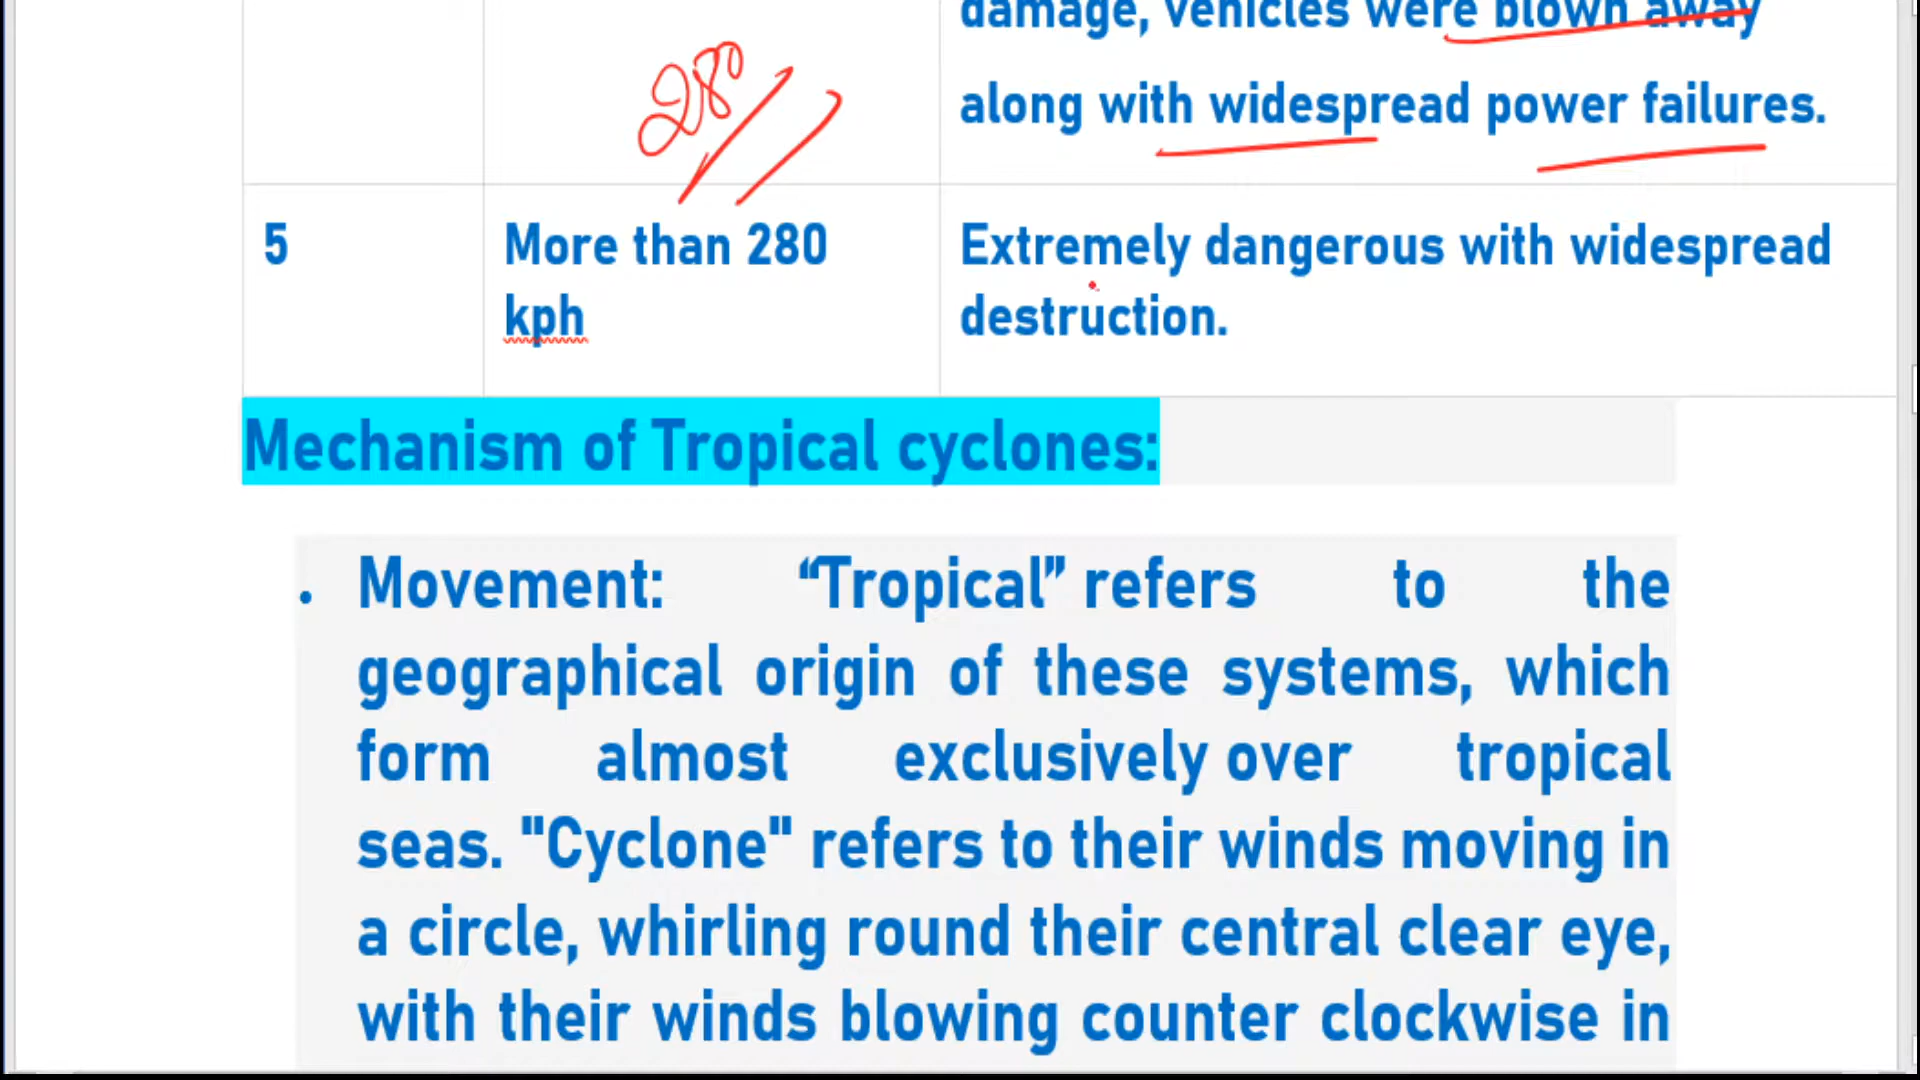 damage, vehicles were blown away
along with widespread power failures.
280
5
More than 280
kph
Extremely dangerous with widespread
destruction.
Mechanism of Tropical cyclones:
• Movement: “Tropical” refers to the
geographical origin of these systems, which
form almost exclusively over tropical
seas. "Cyclone" refers to their winds moving in
a circle, whirling round their central clear eye,
with their winds blowing counter clockwise in